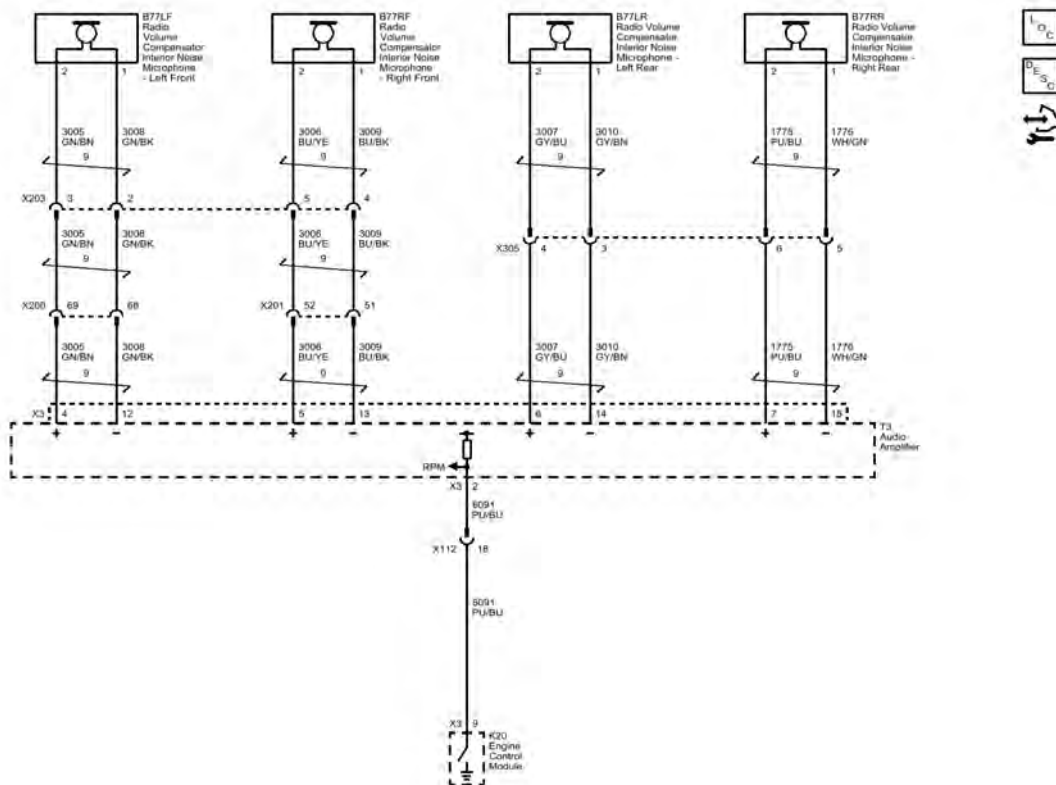 B77LF
Radio
Volume
Compensator
Interior Noise
Microphone
- Left Front
B77RF
Radio
Volume
Compensator
Interior Noise
Microphone
- Right Front
B77LR
Radio Volume
Compensator
Interior Noise
Microphone -
Left Rear
B77RR
Radio Volume
Compensator
Interior Noise
Microphone -
Right Rear
L O C
D E S C
2 1 2 1 2 1 2 1
3005 GN/BN
3008 GN/BK
3006 BU/YE
3009 BU/BK
3007 GY/BU
3010 GY/BN
1775 PU/BU
1776 WH/GN
9 9 9 9
X203 3 2 5 4
3005 GN/BN
3008 GN/BK
3006 BU/YE
3009 BU/BK
X305 4 3 6 5
9 9
X200 69 68 X201 52 51
3005 GN/BN
3008 GN/BK
3006 BU/YE
3009 BU/BK
3007 GY/BU
3010 GY/BN
1775 PU/BU
1776 WH/GN
9 9 9 9
X3 4 12 5 13 6 14 7 15
+ – + – + – + –
T3
Audio
Amplifier
RPM
X3 2
PU/BU
X112 18
PU/BU
X3 9
K20
Engine
Control
Module